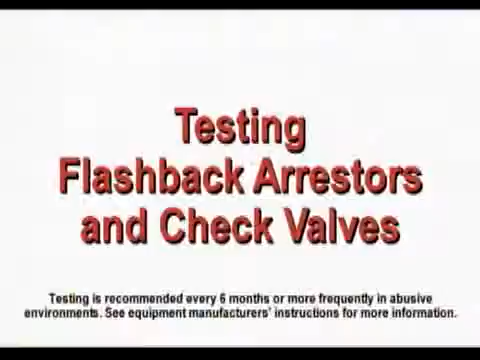 Testing
Flashback Arrestors
and Check Valves
Testing is recommended every 6 months or more frequently in abusive
environments. See equipment manufacturers' instructions for more information.